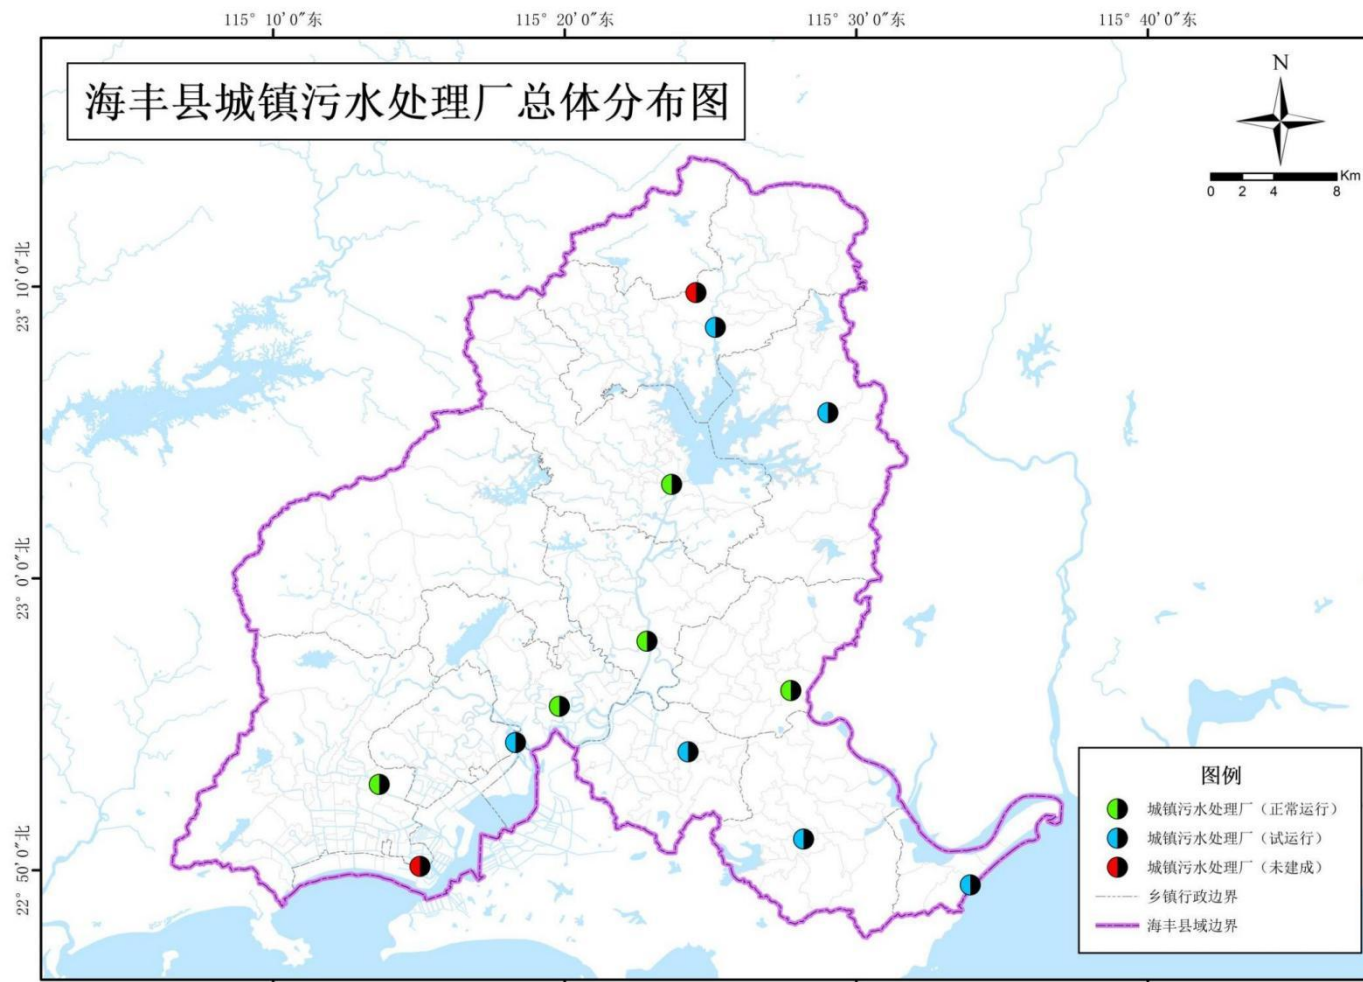 115° 10′ 0″东
115° 20′ 0″东
115° 30′ 0″东
115° 40′ 0″东
海丰县城镇污水处理厂总体分布图
N
Km
0 2 4 8
23° 10′ 0″北
23° 0′ 0″北
22° 50′ 0″北
图例
城镇污水处理厂（正常运行）
城镇污水处理厂（试运行）
城镇污水处理厂（未建成）
乡镇行政边界
海丰县域边界